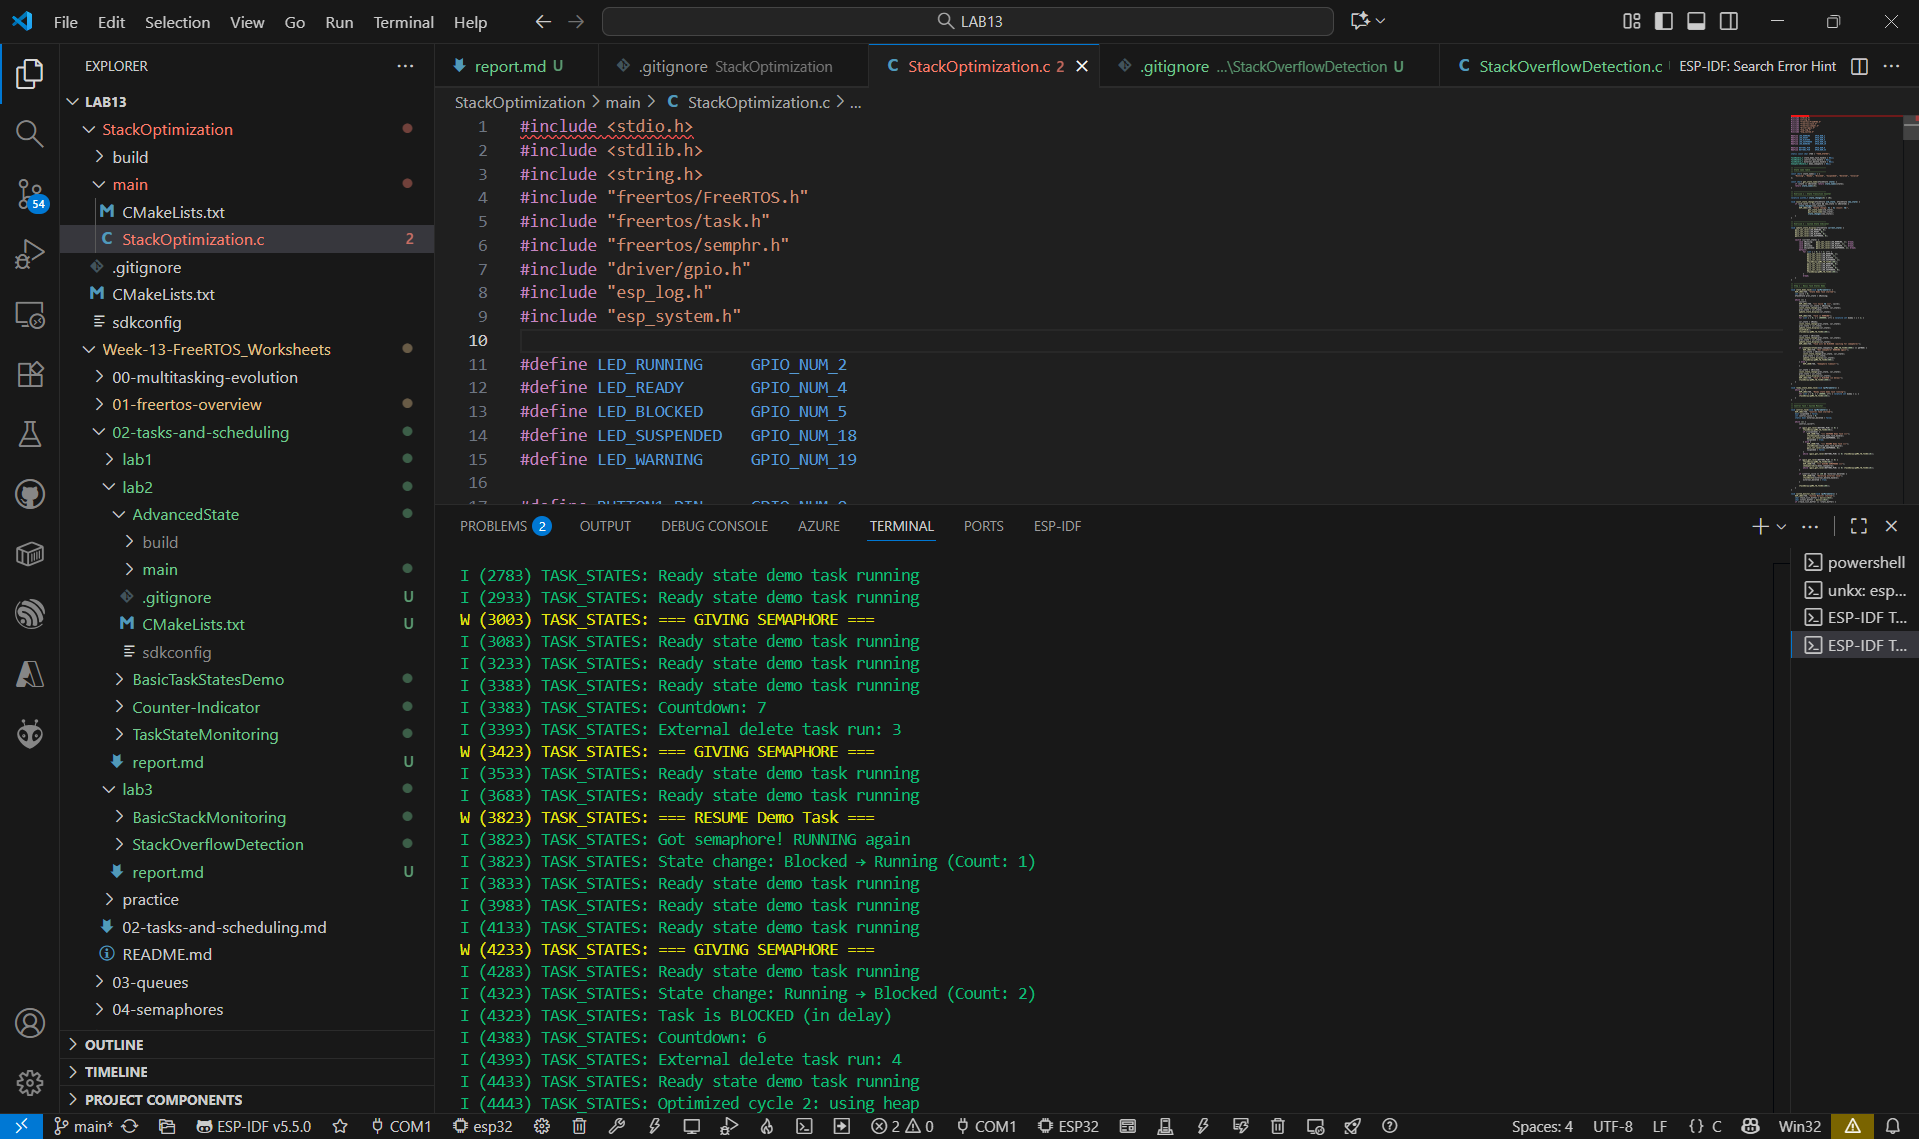 File Edit Selection View Go Run Terminal Help
LAB13
EXPLORER
LAB13
StackOptimization
build
main
CMakeLists.txt
StackOptimization.c 2
.gitignore
CMakeLists.txt
sdkconfig
Week-13-FreeRTOS_Worksheets
00-multitasking-evolution
01-freertos-overview
02-tasks-and-scheduling
lab1
lab2
AdvancedState
build
main
.gitignore U
CMakeLists.txt U
sdkconfig
BasicTaskStatesDemo
Counter-Indicator
TaskStateMonitoring
report.md U
lab3
BasicStackMonitoring
StackOverflowDetection
report.md U
practice
02-tasks-and-scheduling.md
README.md
03-queues
04-semaphores
OUTLINE
TIMELINE
PROJECT COMPONENTS
54
report.md U
.gitignore StackOptimization
StackOptimization.c 2
.gitignore ...\StackOverflowDetection U
StackOverflowDetection.c
ESP-IDF: Search Error Hint
StackOptimization > main > C StackOptimization.c > ...
1 #include <stdio.h>
2 #include <stdlib.h>
3 #include <string.h>
4 #include "freertos/FreeRTOS.h"
5 #include "freertos/task.h"
6 #include "freertos/semphr.h"
7 #include "driver/gpio.h"
8 #include "esp_log.h"
9 #include "esp_system.h"
10
11 #define LED_RUNNING GPIO_NUM_2
12 #define LED_READY GPIO_NUM_4
13 #define LED_BLOCKED GPIO_NUM_5
14 #define LED_SUSPENDED GPIO_NUM_18
15 #define LED_WARNING GPIO_NUM_19
16
PROBLEMS 2 OUTPUT DEBUG CONSOLE AZURE TERMINAL PORTS ESP-IDF
I (2783) TASK_STATES: Ready state demo task running
I (2933) TASK_STATES: Ready state demo task running
W (3003) TASK_STATES: === GIVING SEMAPHORE ===
I (3083) TASK_STATES: Ready state demo task running
I (3233) TASK_STATES: Ready state demo task running
I (3383) TASK_STATES: Ready state demo task running
I (3383) TASK_STATES: Countdown: 7
I (3393) TASK_STATES: External delete task run: 3
W (3423) TASK_STATES: === GIVING SEMAPHORE ===
I (3533) TASK_STATES: Ready state demo task running
I (3683) TASK_STATES: Ready state demo task running
W (3823) TASK_STATES: === RESUME Demo Task ===
I (3823) TASK_STATES: Got semaphore! RUNNING again
I (3823) TASK_STATES: State change: Blocked → Running (Count: 1)
I (3833) TASK_STATES: Ready state demo task running
I (3983) TASK_STATES: Ready state demo task running
I (4133) TASK_STATES: Ready state demo task running
W (4233) TASK_STATES: === GIVING SEMAPHORE ===
I (4283) TASK_STATES: Ready state demo task running
I (4323) TASK_STATES: State change: Running → Blocked (Count: 2)
I (4323) TASK_STATES: Task is BLOCKED (in delay)
I (4383) TASK_STATES: Countdown: 6
I (4393) TASK_STATES: External delete task run: 4
I (4433) TASK_STATES: Ready state demo task running
I (4443) TASK_STATES: Optimized cycle 2: using heap
powershell
unkx: esp...
ESP-IDF T...
ESP-IDF T...
main* ESP-IDF v5.5.0 COM1 esp32 2 0 COM1 ESP32 Spaces: 4 UTF-8 LF {} C Win32